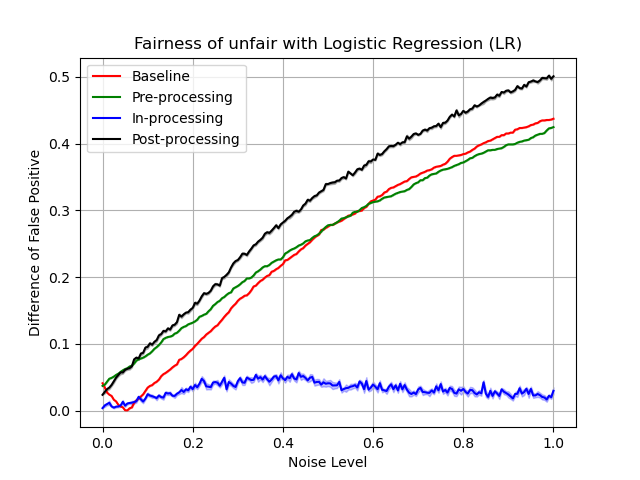 Fairness of unfair with Logistic Regression (LR)
Baseline
Pre-processing
In-processing
Post-processing
Difference of False Positive
0.5
0.4
0.3
0.2
0.1
0.0
0.0 0.2 0.4 0.6 0.8 1.0
Noise Level